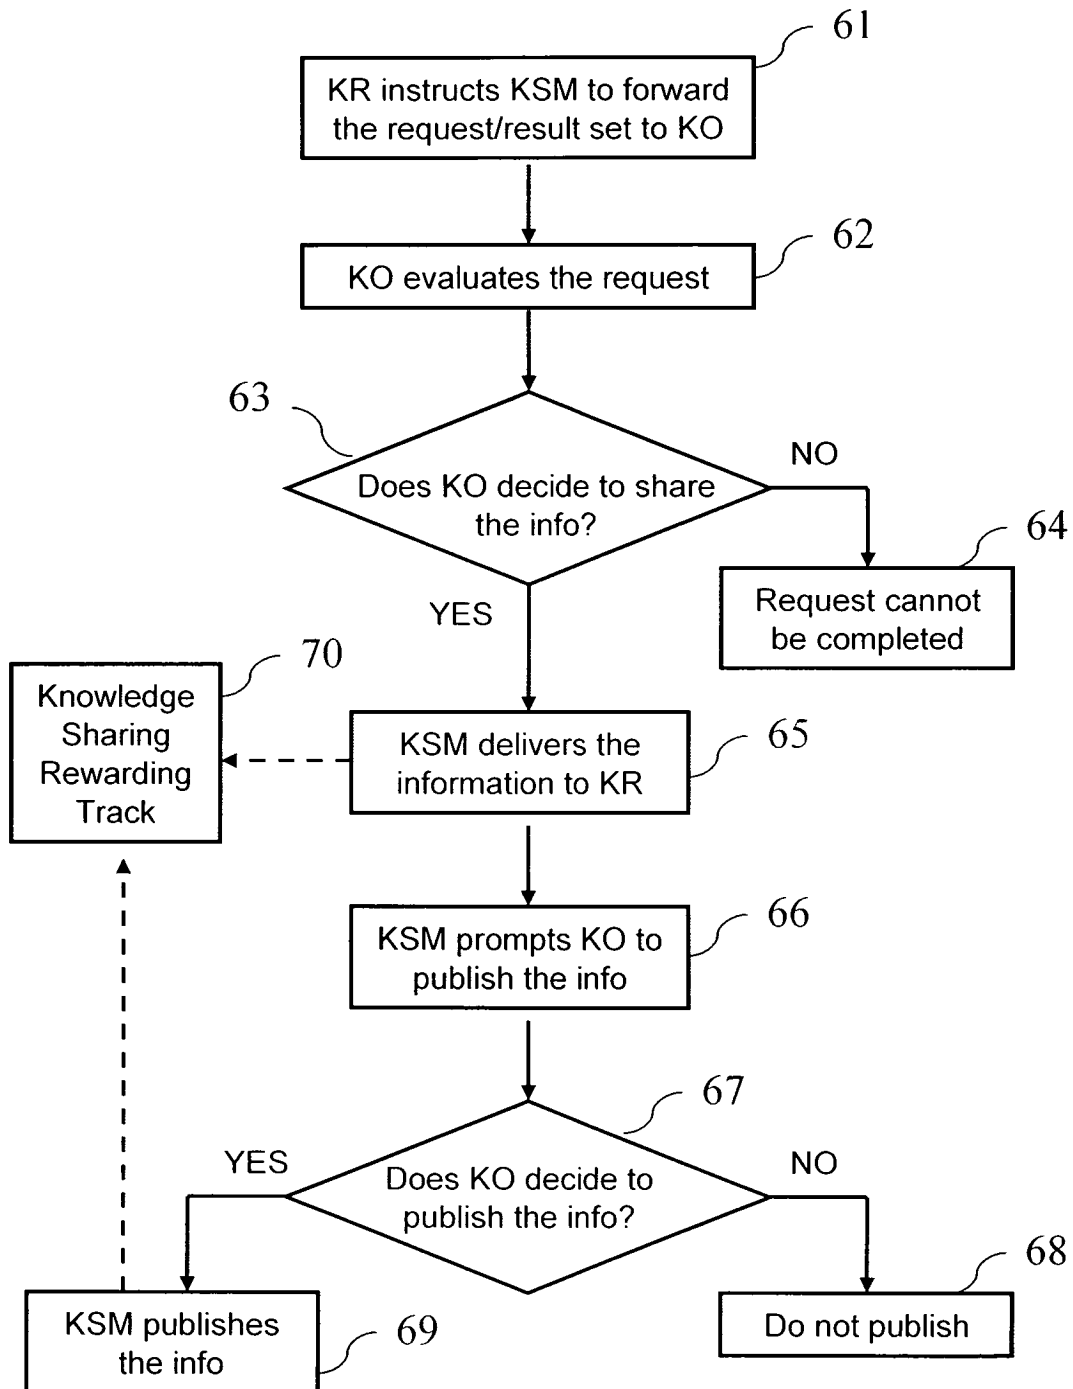 61
KR instructs KSM to forward
the request/result set to KO
62
KO evaluates the request
63
Does KO decide to share
the info?
NO
64
Request cannot
be completed
YES
70
Knowledge
Sharing
Rewarding
Track
65
KSM delivers the
information to KR
66
KSM prompts KO to
publish the info
67
Does KO decide to
publish the info?
YES
NO
68
Do not publish
69
KSM publishes
the info